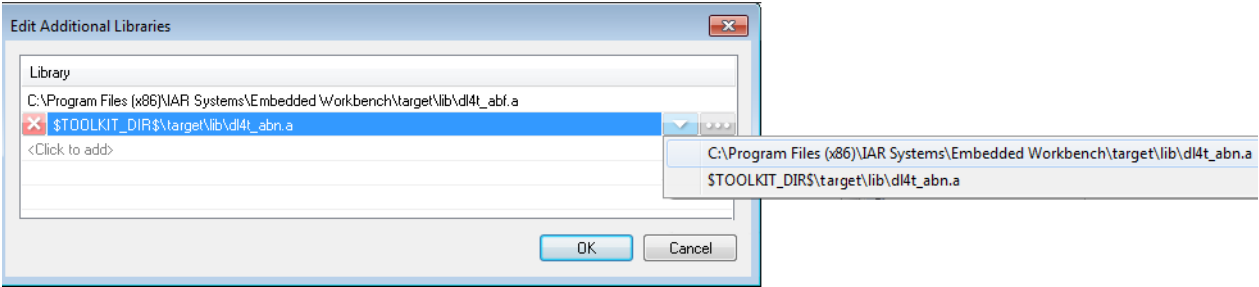 Edit Additional Libraries
Library
C:\Program Files (x86)\IAR Systems\Embedded Workbench\target\lib\dl4t_abf.a
$TOOLKIT_DIR$\target\lib\dl4t_abn.a
<Click to add>
C:\Program Files (x86)\IAR Systems\Embedded Workbench\target\lib\dl4t_abn.a
$TOOLKIT_DIR$\target\lib\dl4t_abn.a
OK Cancel